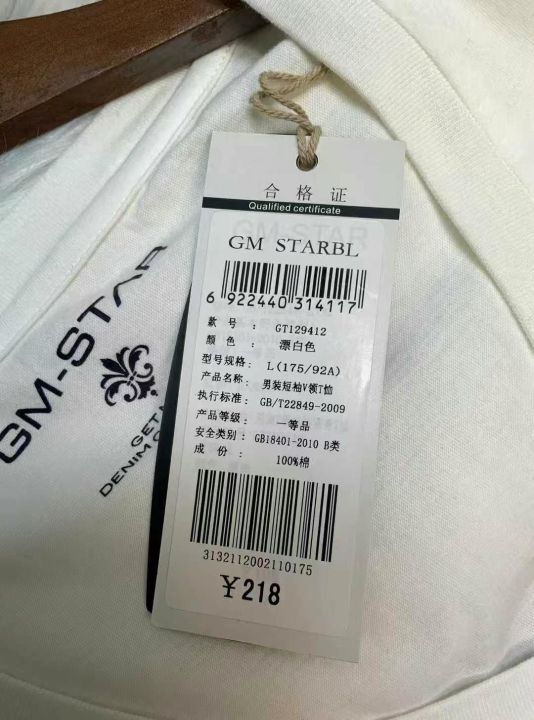 合格证
Qualified certificate
GM STARBL
6 922440 314117
款号： GT129412
颜色： 漂白色
型号规格： L(175/92A)
产品名称： 男装短袖V领T恤
执行标准： GB/T22849-2009
产品等级： 一等品
安全类别： GB18401-2010 B类
成份： 100%棉
3132112002110175
￥218
GM-STAR
GET
DENIM